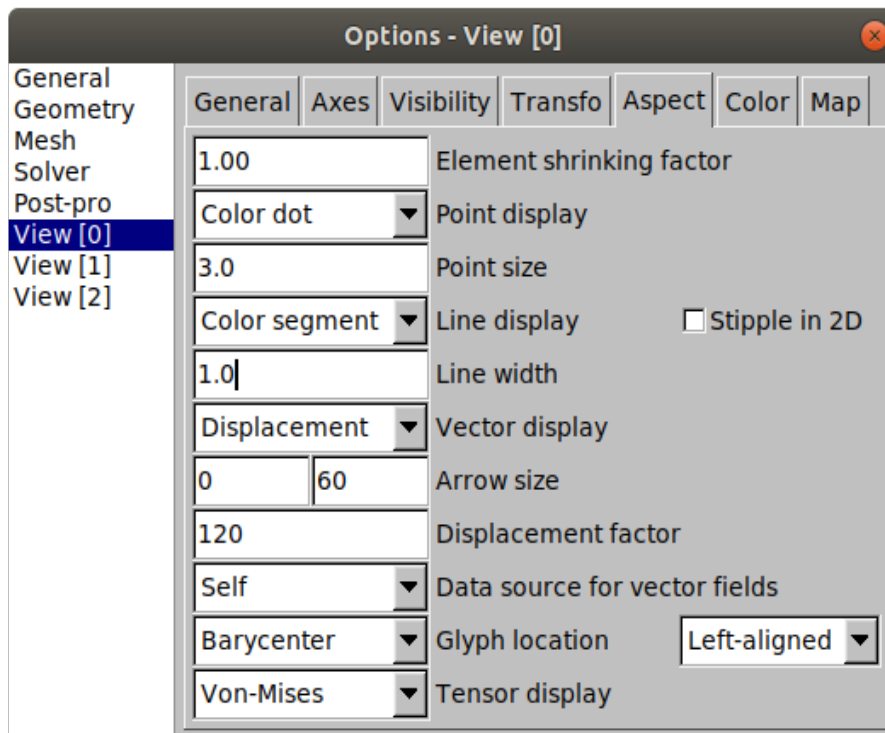 Options - View [0]
General
Geometry
Mesh
Solver
Post-pro
View [0]
View [1]
View [2]
General Axes Visibility Transfo Aspect Color Map
1.00 Element shrinking factor
Color dot Point display
3.0 Point size
Color segment Line display Stipple in 2D
1.0 Line width
Displacement Vector display
0 60 Arrow size
120 Displacement factor
Self Data source for vector fields
Barycenter Glyph location Left-aligned
Von-Mises Tensor display